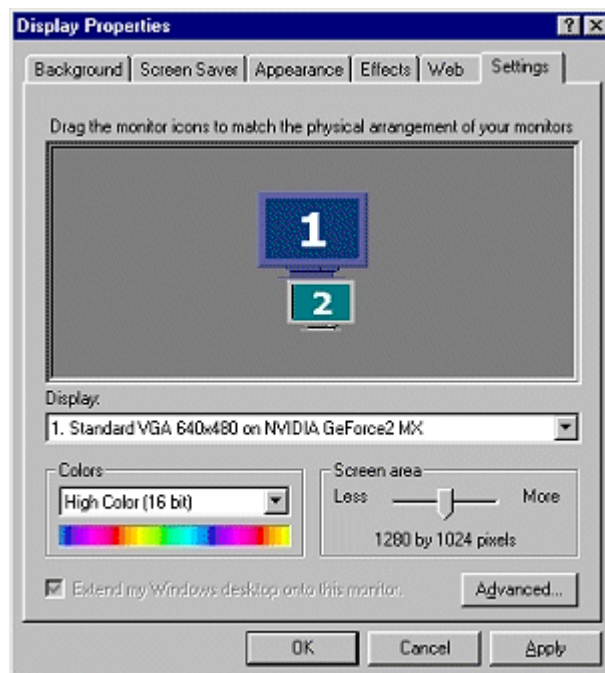 Display Properties
Background Screen Saver Appearance Effects Web Settings
Drag the monitor icons to match the physical arrangement of your monitors
1
2
Display:
1. Standard VGA 640x480 on NVIDIA GeForce2 MX
Colors
High Color (16 bit)
Screen area
Less More
1280 by 1024 pixels
Extend my Windows desktop onto this monitor.
Advanced...
OK Cancel Apply